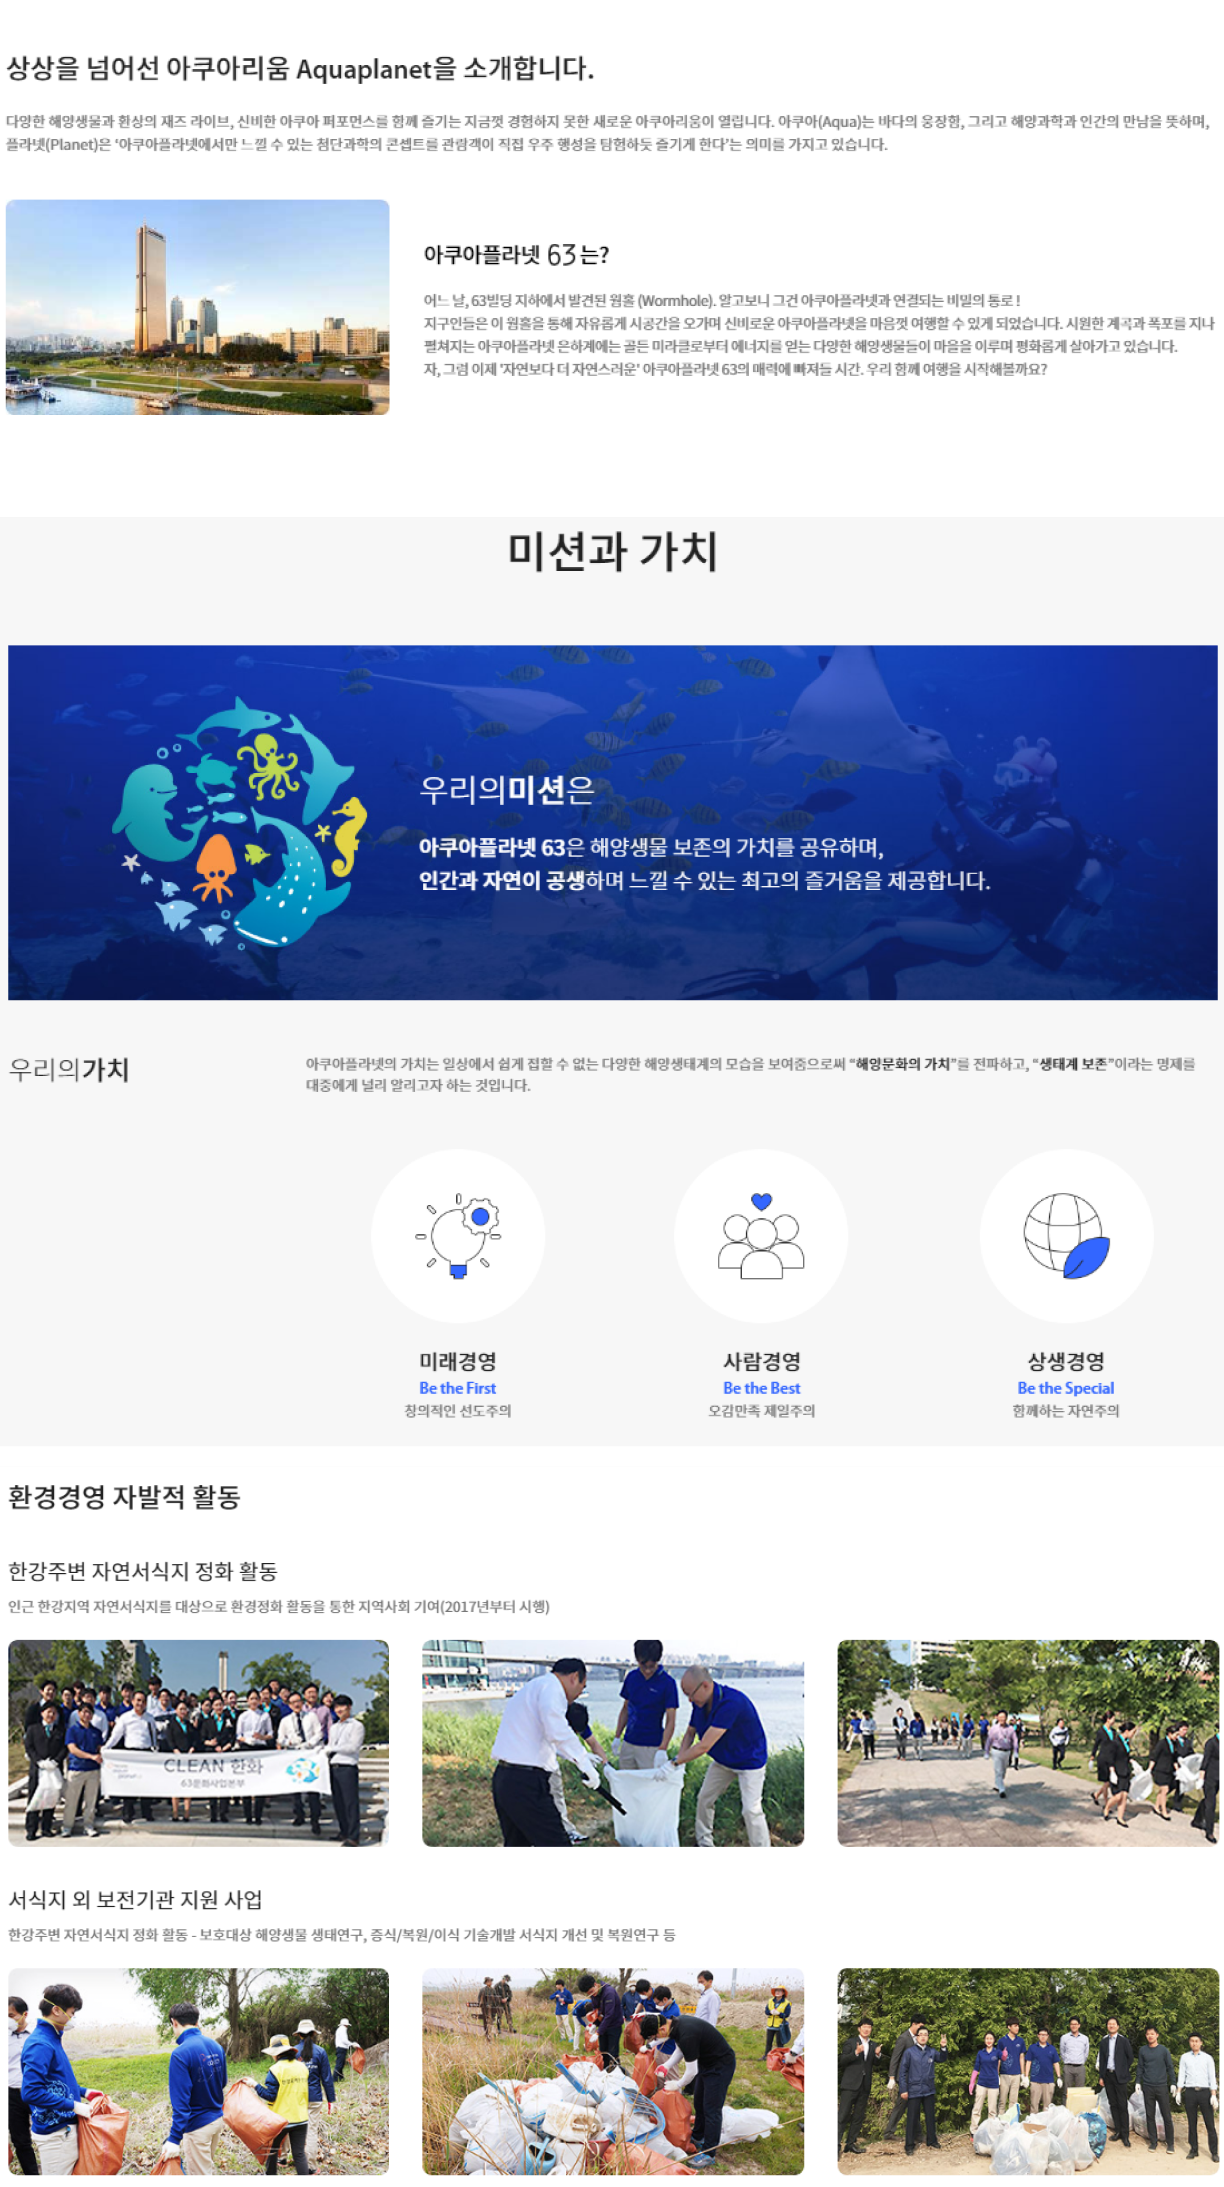 상상을 넘어선 아쿠아리움 Aquaplanet을 소개합니다.
다양한 해양생물과 환상의 재즈 라이브, 신비한 아쿠아 퍼포먼스를 함께 즐기는 지금껏 경험하지 못한 새로운 아쿠아리움이 열립니다. 아쿠아(Aqua)는 바다의 웅장함, 그리고 해양과학과 인간의 만남을 뜻하며,
플라넷(Planet)은 ‘아쿠아플라넷에서만 느낄 수 있는 첨단과학의 콘셉트를 관람객이 직접 우주 행성을 탐험하듯 즐기게 한다’는 의미를 가지고 있습니다.
아쿠아플라넷 63는?
어느 날, 63빌딩 지하에서 발견된 웜홀 (Wormhole). 알고보니 그건 아쿠아플라넷과 연결되는 비밀의 통로 !
지구인들은 이 웜홀을 통해 자유롭게 시공간을 오가며 신비로운 아쿠아플라넷을 마음껏 여행할 수 있게 되었습니다. 시원한 계곡과 폭포를 지나
펼쳐지는 아쿠아플라넷 은하계에는 골든 미라클로부터 에너지를 얻는 다양한 해양생물들이 마을을 이루며 평화롭게 살아가고 있습니다.
자, 그럼 이제 '자연보다 더 자연스러운' 아쿠아플라넷 63의 매력에 빠져들 시간. 우리 함께 여행을 시작해볼까요?
미션과 가치
우리의미션은
아쿠아플라넷 63은 해양생물 보존의 가치를 공유하며,
인간과 자연이 공생하며 느낄 수 있는 최고의 즐거움을 제공합니다.
우리의가치
아쿠아플라넷의 가치는 일상에서 쉽게 접할 수 없는 다양한 해양생태계의 모습을 보여줌으로써 “해양문화의 가치”를 전파하고, “생태계 보존”이라는 명제를
대중에게 널리 알리고자 하는 것입니다.
미래경영
Be the First
창의적인 선도주의
사람경영
Be the Best
오감만족 제일주의
상생경영
Be the Special
함께하는 자연주의
환경경영 자발적 활동
한강주변 자연서식지 정화 활동
인근 한강지역 자연서식지를 대상으로 환경정화 활동을 통한 지역사회 기여(2017년부터 시행)
CLEAN 한화
63문화사업본부
서식지 외 보전기관 지원 사업
한강주변 자연서식지 정화 활동 - 보호대상 해양생물 생태연구, 증식/복원/이식 기술개발 서식지 개선 및 복원연구 등